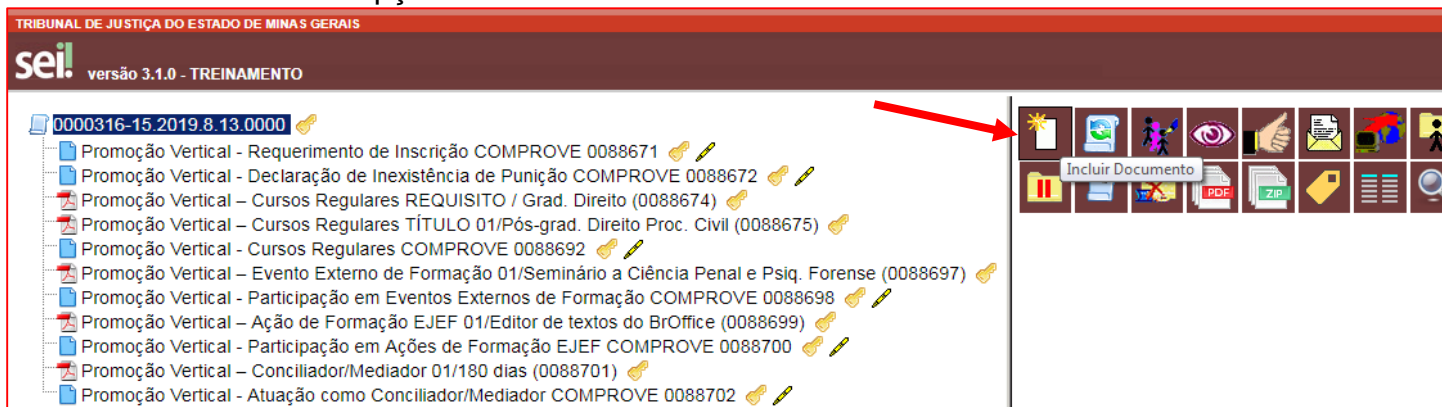 TRIBUNAL DE JUSTIÇA DO ESTADO DE MINAS GERAIS
sei! versão 3.1.0 - TREINAMENTO
0000316-15.2019.8.13.0000
Promoção Vertical - Requerimento de Inscrição COMPROVE 0088671
Promoção Vertical - Declaração de Inexistência de Punição COMPROVE 0088672
Promoção Vertical – Cursos Regulares REQUISITO / Grad. Direito (0088674)
Promoção Vertical – Cursos Regulares TÍTULO 01/Pós-grad. Direito Proc. Civil (0088675)
Promoção Vertical - Cursos Regulares COMPROVE 0088692
Promoção Vertical – Evento Externo de Formação 01/Seminário a Ciência Penal e Psiq. Forense (0088697)
Promoção Vertical - Participação em Eventos Externos de Formação COMPROVE 0088698
Promoção Vertical – Ação de Formação EJEF 01/Editor de textos do BrOffice (0088699)
Promoção Vertical - Participação em Ações de Formação EJEF COMPROVE 0088700
Promoção Vertical – Conciliador/Mediador 01/180 dias (0088701)
Promoção Vertical - Atuação como Conciliador/Mediador COMPROVE 0088702
Incluir Documento
PDF
ZIP